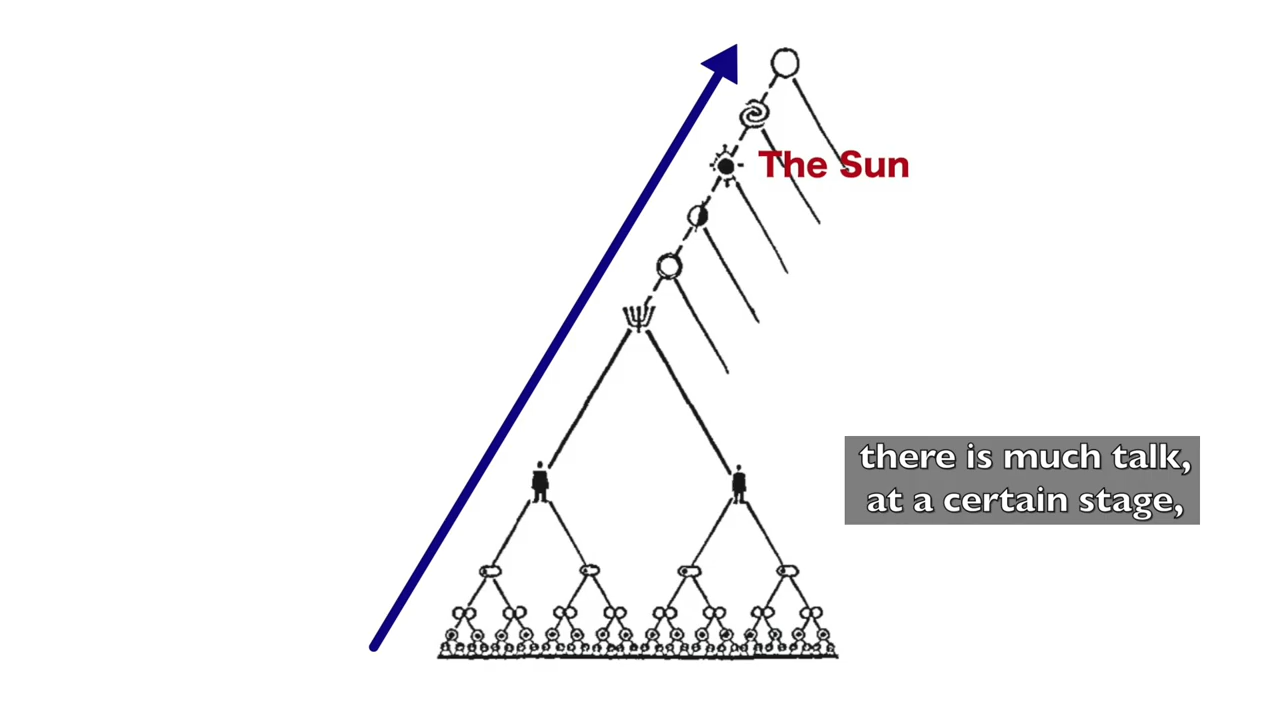 The Sun
there is much talk,
at a certain stage,